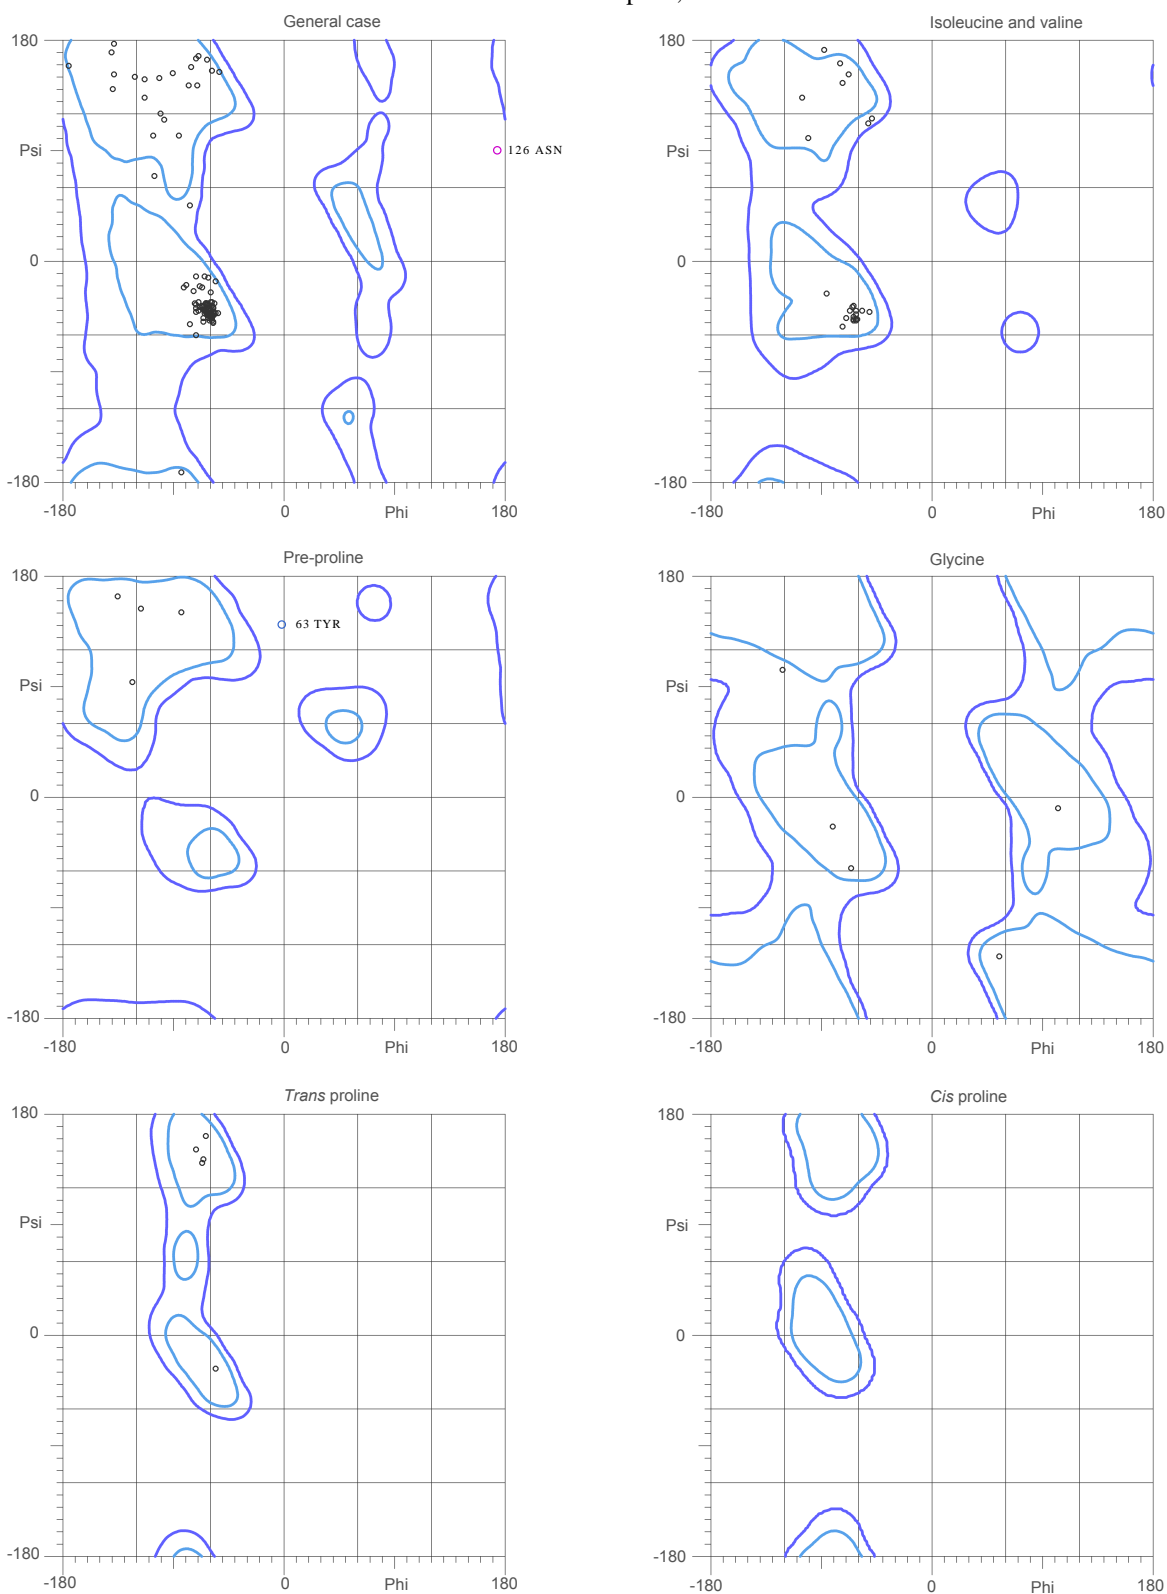 General case
180
Psi
0
-180
-180
0
Phi
180
126 ASN
Isoleucine and valine
180
Psi
0
-180
-180
0
Phi
180
Pre-proline
180
Psi
0
-180
-180
0
Phi
180
63 TYR
Glycine
180
Psi
0
-180
-180
0
Phi
180
Trans proline
180
Psi
0
-180
-180
0
Phi
180
Cis proline
180
Psi
0
-180
-180
0
Phi
180